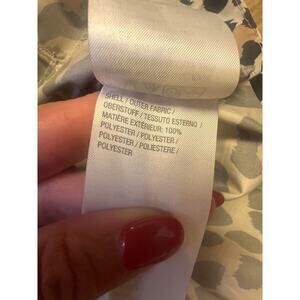 SHELL / OUTER FABRIC /
OBERSTOFF / TESSUTO ESTERNO /
MATIÈRE EXTÉRIEUR: 100%
POLYESTER / POLYESTER /
POLYESTER / POLIESTERE /
POLYESTER